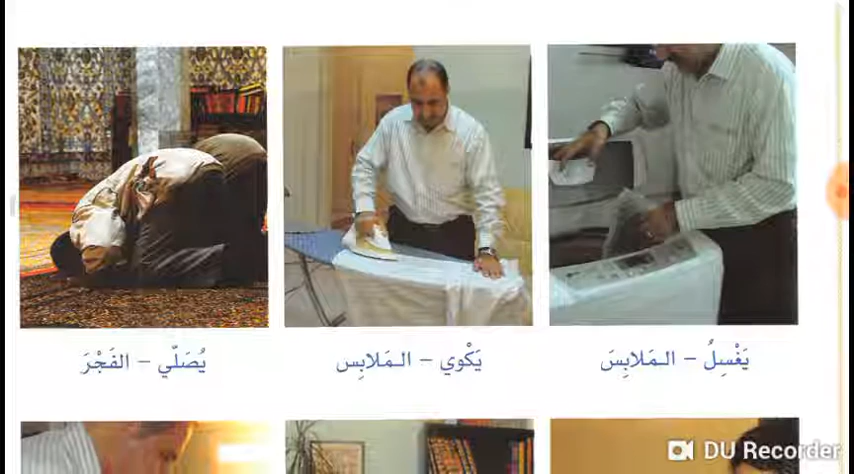 يَغْسِلُ – المَلابِسَ
يَكْوي – المَلابِس
يُصَلّي – الفَجْرَ
DU Recorder